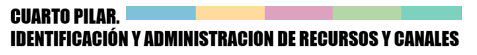 CUARTO PILAR.
IDENTIFICACIÓN Y ADMINISTRACION DE RECURSOS Y CANALES